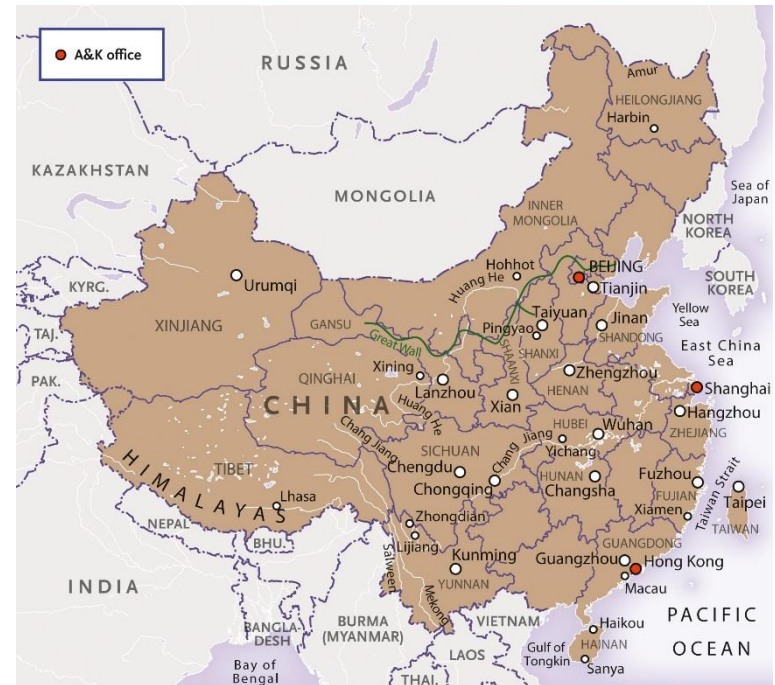 A&K office
RUSSIA
Amur
HEILONGJIANG
Harbin
KAZAKHSTAN
MONGOLIA
Sea of
Japan
INNER
MONGOLIA
NORTH
KOREA
Hohhot
BEIJING
KYRG.
Urumqi
Huang He
Tianjin
SOUTH
KOREA
TAJ.
XINJIANG
GANSU
Great Wall
Taiyuan
Jinan
Yellow
Sea
Pingyao
SHANXI
SHANDONG
SHAANXI
East China
Sea
PAK.
QINGHAI
Xining
Lanzhou
Zhengzhou
HENAN
Shanghai
CHINA
Huang He
Xian
Hangzhou
ZHEJIANG
Chang Jiang
HUBEI
Wuhan
Chang Jiang
Yichang
SICHUAN
TIBET
HIMALAYAS
Chengdu
Chongqing
HUNAN
Changsha
Fuzhou
FUJIAN
Taiwan Strait
Taipei
TAIWAN
Lhasa
Zhongdian
Xiamen
NEPAL
BHU.
Lijiang
Salween
Kunming
YUNNAN
Mekong
GUANGDONG
Guangzhou
Hong Kong
Macau
INDIA
BANGLA-
DESH
BURMA
(MYANMAR)
VIETNAM
LAOS
THAI.
Haikou
HAINAN
Sanya
Gulf of
Tongkin
PACIFIC
OCEAN
Bay of
Bengal